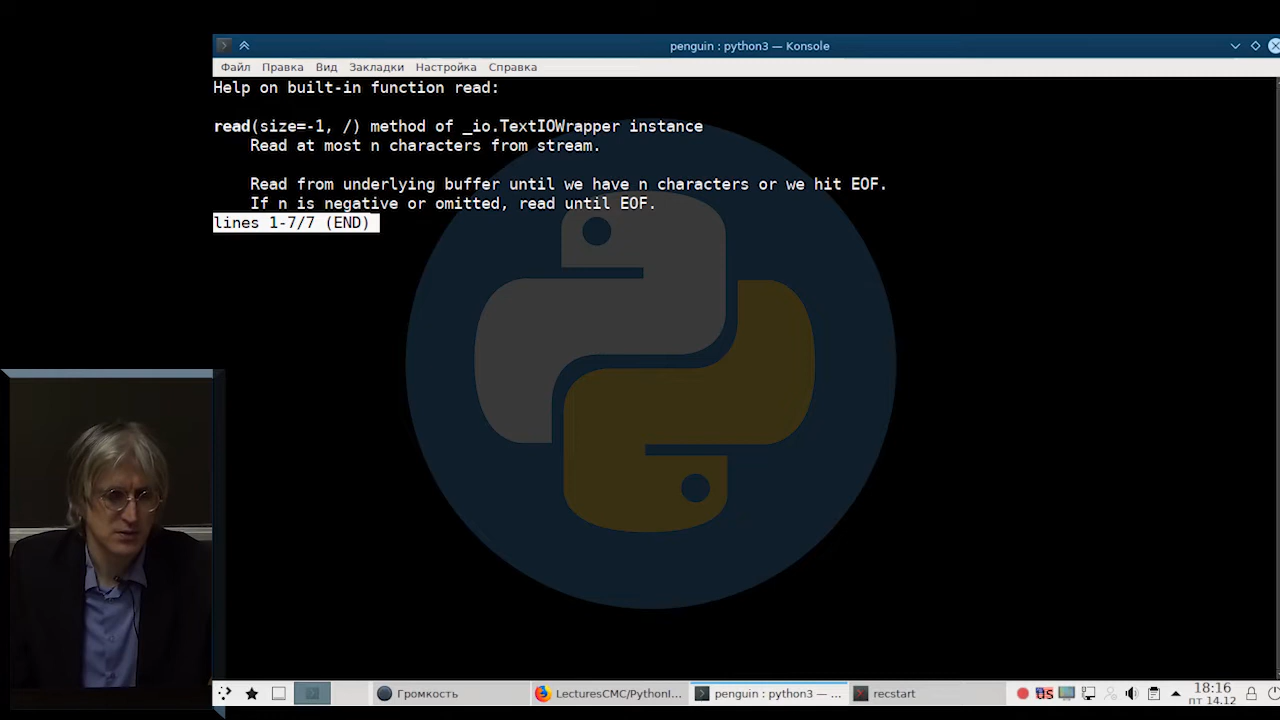 penguin : python3 — Konsole
Файл Правка Вид Закладки Настройка Справка
Help on built-in function read:
read(size=-1, /) method of _io.TextIOWrapper instance
Read at most n characters from stream.
Read from underlying buffer until we have n characters or we hit EOF.
If n is negative or omitted, read until EOF.
lines 1-7/7 (END)
Громкость
LecturesCMC/PythonI...
penguin : python3 — ...
recstart
us
18:16
пт 14.12